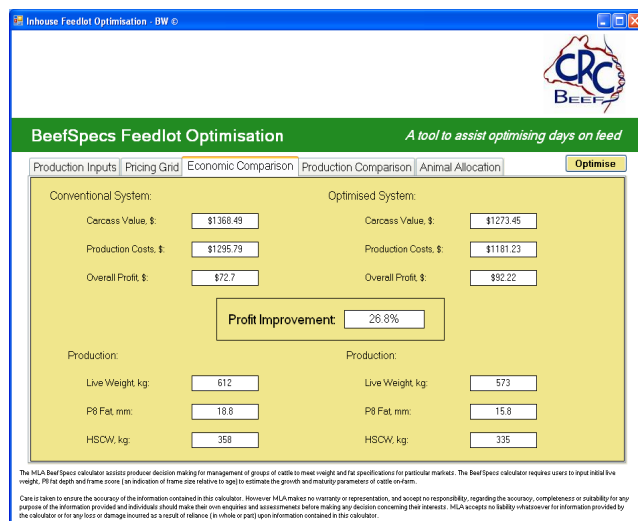 Inhouse Feedlot Optimisation - BW ©
CRC
BEEF
BeefSpecs Feedlot Optimisation
A tool to assist optimising days on feed
Production Inputs
Pricing Grid
Economic Comparison
Production Comparison
Animal Allocation
Optimise
Conventional System:
Optimised System:
Carcass Value, $:
$1368.49
Carcass Value, $:
$1273.45
Production Costs, $:
$1295.79
Production Costs, $:
$1181.23
Overall Profit, $:
$72.7
Overall Profit, $:
$92.22
Profit Improvement:
26.8%
Production:
Production:
Live Weight, kg:
612
Live Weight, kg:
573
P8 Fat, mm:
18.8
P8 Fat, mm:
15.8
HSCW, kg:
358
HSCW, kg:
335
The MLA BeefSpecs calculator assists producer decision making for management of groups of cattle to meet weight and fat specifications for particular markets. The BeefSpecs calculator requires users to input initial live
weight, P8 fat depth and frame score (an indication of frame size relative to age) to estimate the growth and maturity parameters of cattle on-farm.
Care is taken to ensure the accuracy of the information contained in this calculator. However MLA makes no warranty or representation, and accept no responsibility, regarding the accuracy, completeness or suitability for any
purpose of the information provided and individuals should make their own enquiries and assessments before making any decision concerning their interests. MLA accepts no liability whatsoever for information provided by
the calculator or for any loss or damage incurred as a result of reliance (in whole or part) upon information contained in this calculator.